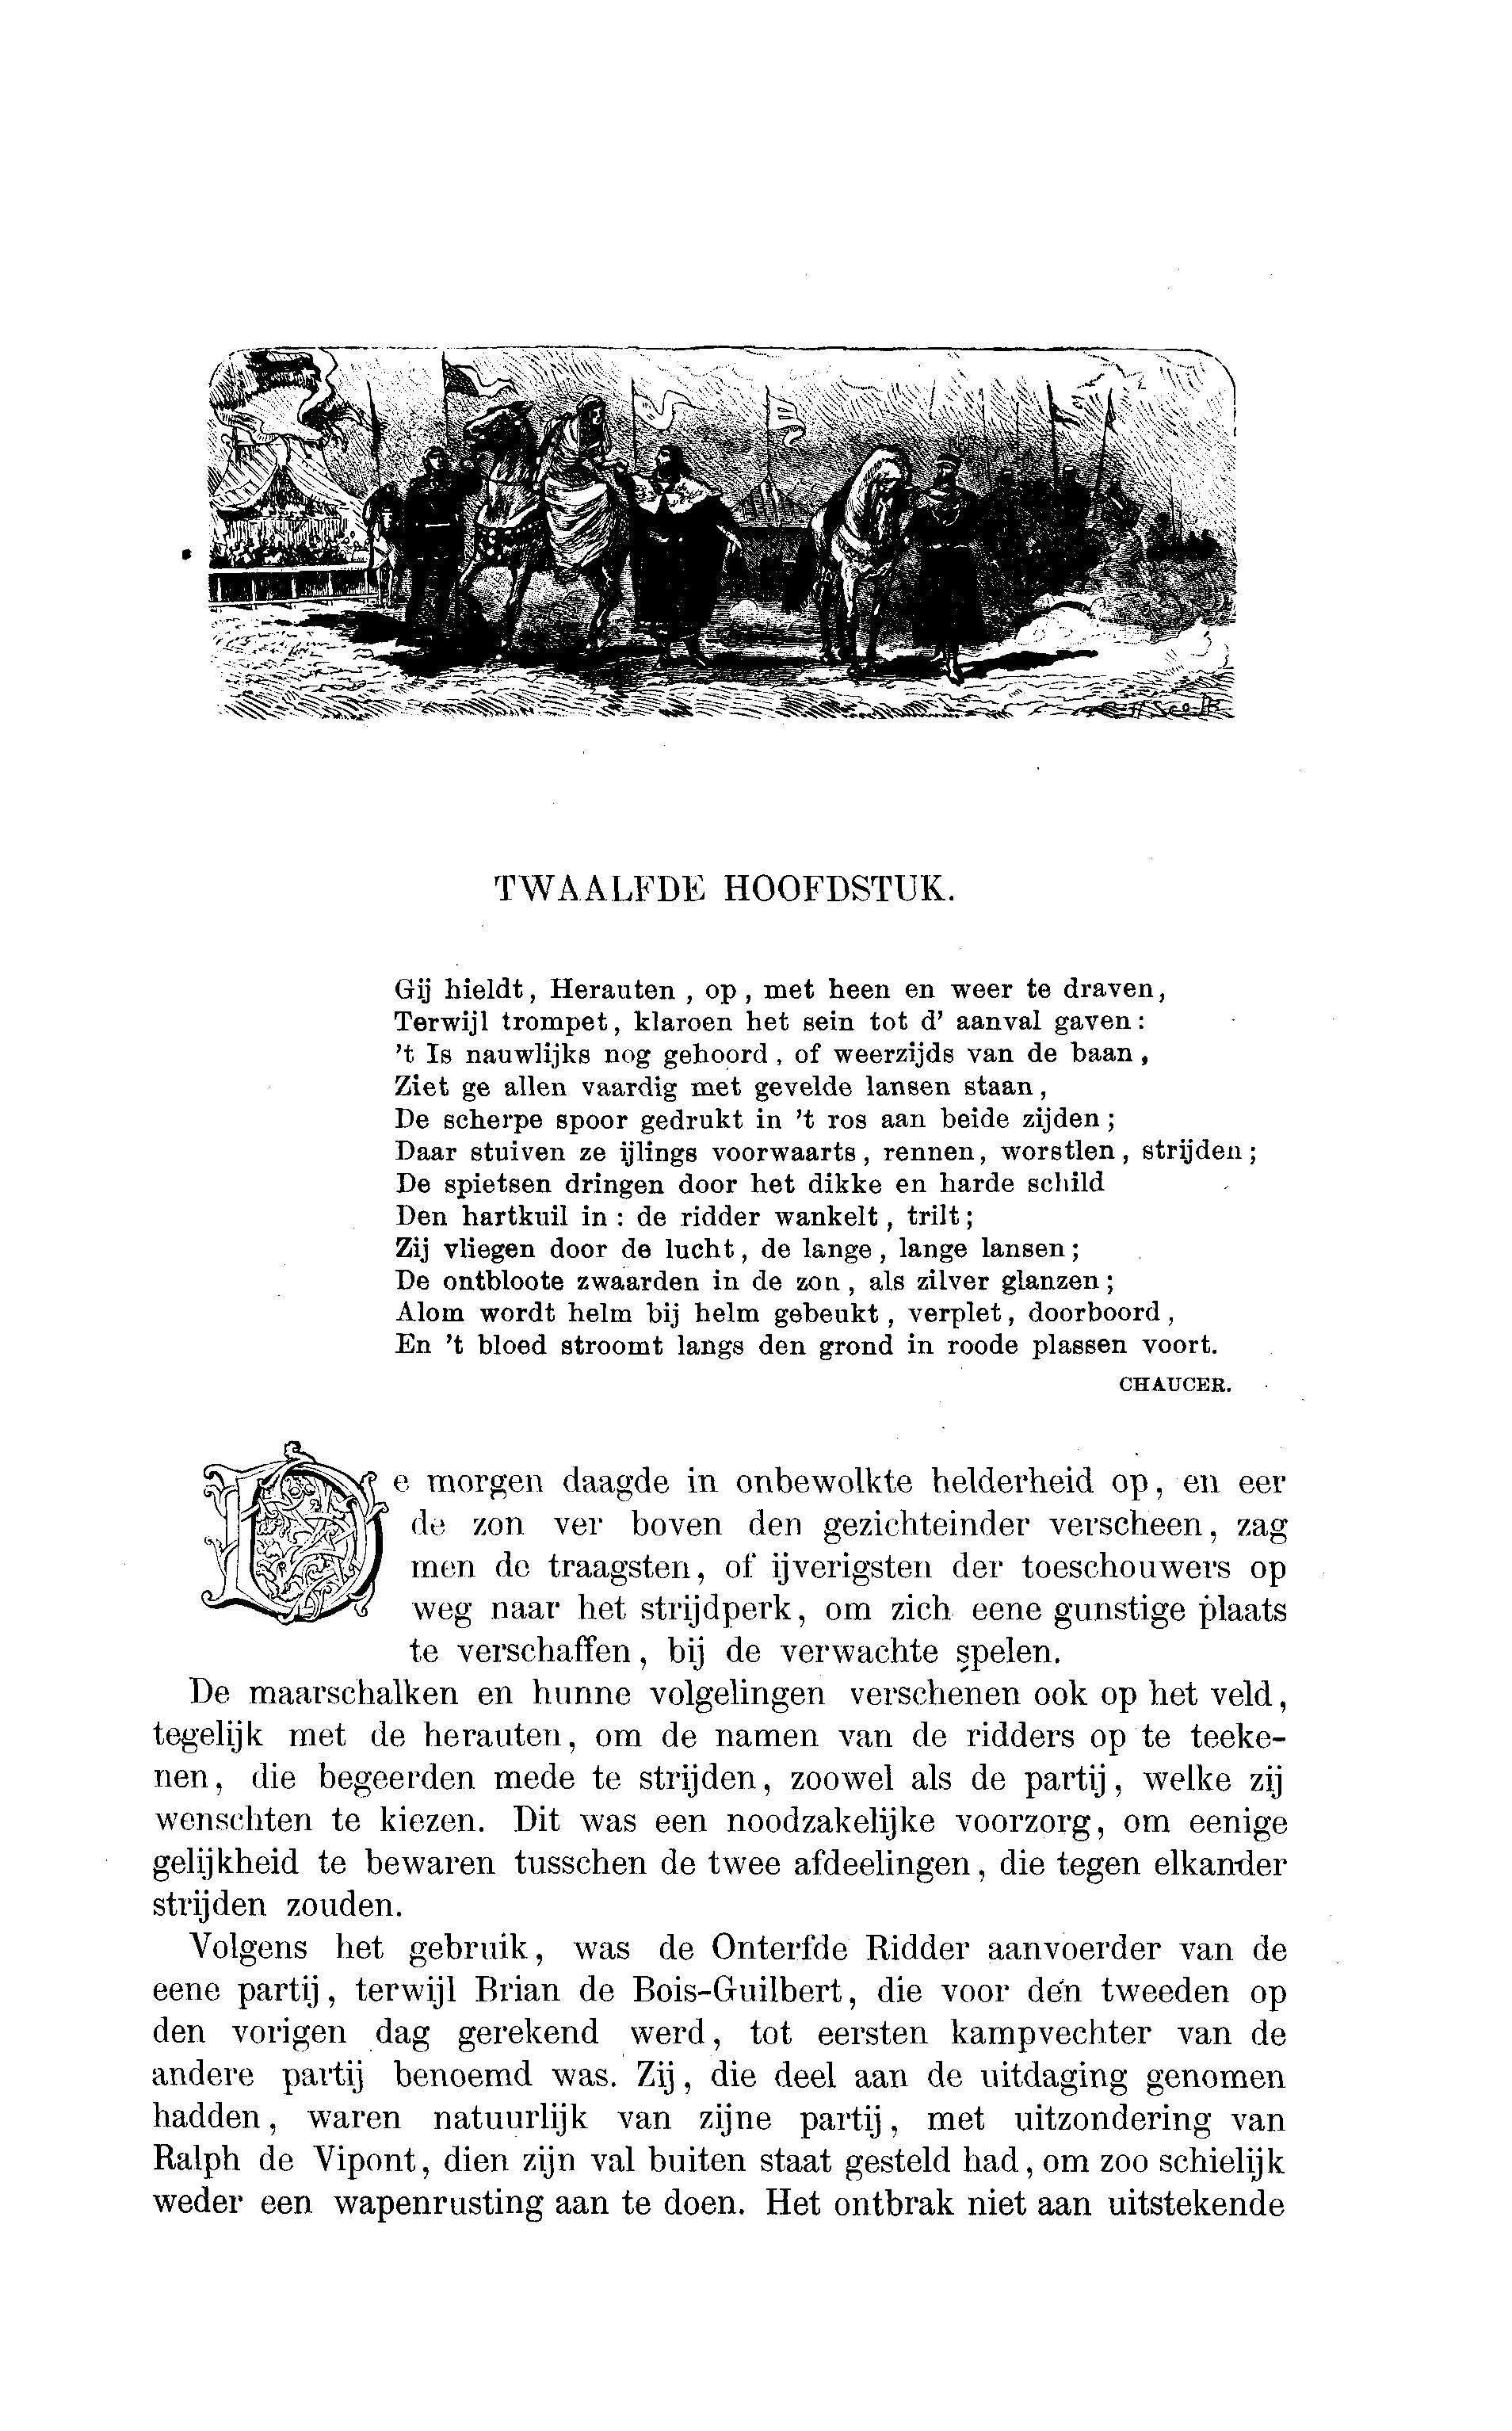 TWAALFDE HOOFDSTUK.
Gij hieldt, Herauten, op, met heen en weer te draven,
Terwijl trompet, klaroen het sein tot d' aanval gaven:
't Is nauwlijks nog gehoord, of weerzijds van de baan,
Ziet ge allen vaardig met gevelde lansen staan,
De scherpe spoor gedrukt in 't ros aan beide zijden;
Daar stuiven ze ijlings voorwaarts, rennen, worstlen, strijden;
De spietsen dringen door het dikke en harde schild
Den hartkuil in: de ridder wankelt, trilt;
Zij vliegen door de lucht, de lange, lange lansen;
De ontbloote zwaarden in de zon, als zilver glanzen;
Alom wordt helm bij helm gebeukt, verplet, doorboord,
En 't bloed stroomt langs den grond in roode plassen voort.
CHAUCER.
De morgen daagde in onbewolkte helderheid op, en eer
de zon ver boven den gezichteinder verscheen, zag
men de traagsten, of ijverigsten der toeschouwers op
weg naar het strijdperk, om zich eene gunstige plaats
te verschaffen, bij de verwachte spelen.
De maarschalken en hunne volgelingen verschenen ook op het veld,
tegelijk met de herauten, om de namen van de ridders op te teeke-
nen, die begeerden mede te strijden, zoowel als de partij, welke zij
wenschten te kiezen. Dit was een noodzakelijke voorzorg, om eenige
gelijkheid te bewaren tusschen de twee afdeelingen, die tegen elkander
strijden zouden.
Volgens het gebruik, was de Onterfde Ridder aanvoerder van de
eene partij, terwijl Brian de Bois-Guilbert, die voor den tweeden op
den vorigen dag gerekend werd, tot eersten kampvechter van de
andere partij benoemd was. Zij, die deel aan de uitdaging genomen
hadden, waren natuurlijk van zijne partij, met uitzondering van
Ralph de Vipont, dien zijn val buiten staat gesteld had, om zoo schielijk
weder een wapenrusting aan te doen. Het ontbrak niet aan uitstekende